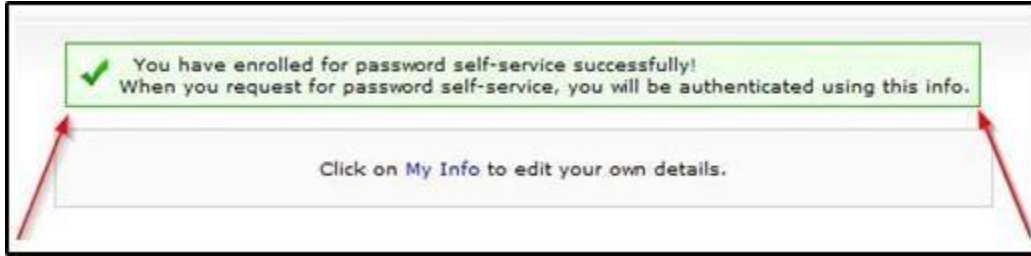 You have enrolled for password self-service successfully!
When you request for password self-service, you will be authenticated using this info.
Click on My Info to edit your own details.